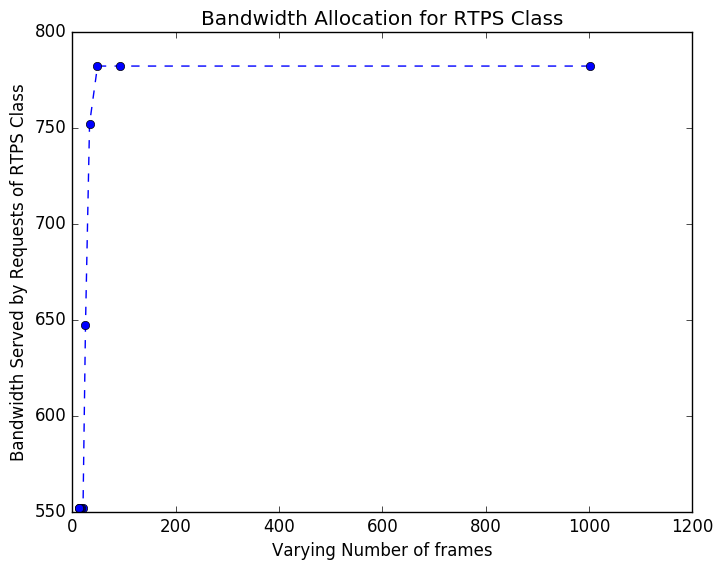 Bandwidth Allocation for RTPS Class
Bandwidth Served by Requests of RTPS Class
800
750
700
650
600
550
0 200 400 600 800 1000 1200
Varying Number of frames